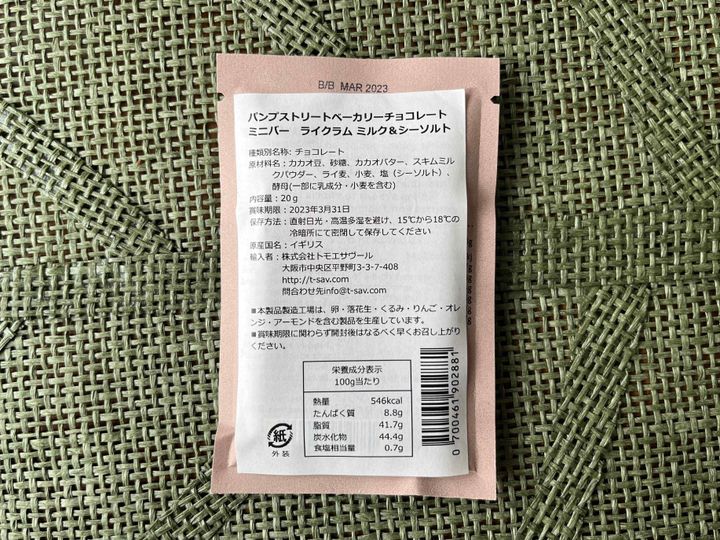 B/B MAR 2023
パンプストリートベーカリーチョコレート
ミニバー　ライクラム ミルク＆シーソルト
種類別名称: チョコレート
原材料名：カカオ豆、砂糖、カカオバター、スキムミル
クパウダー、ライ麦、小麦、塩（シーソルト）、
酵母(一部に乳成分・小麦を含む)
内容量：20g
賞味期限：2023年3月31日
保存方法：直射日光・高温多湿を避け、15℃から18℃の
冷暗所にて密閉して保存してください
原産国名：イギリス
輸入者：株式会社トモエサヴール
大阪市中央区平野町3-3-7-408
http://t-sav.com
問合わせ先info@t-sav.com
■本製品製造工場は、卵・落花生・くるみ・りんご・オレ
ンジ・アーモンドを含む製品を生産しています。
■賞味期限に関わらず開封後はなるべく早くお召し上がり
ください。
栄養成分表示
100g当たり
熱量 546kcal
たんぱく質 8.8g
脂質 41.7g
炭水化物 44.4g
食塩相当量 0.7g
紙
外装
0 700461 902881